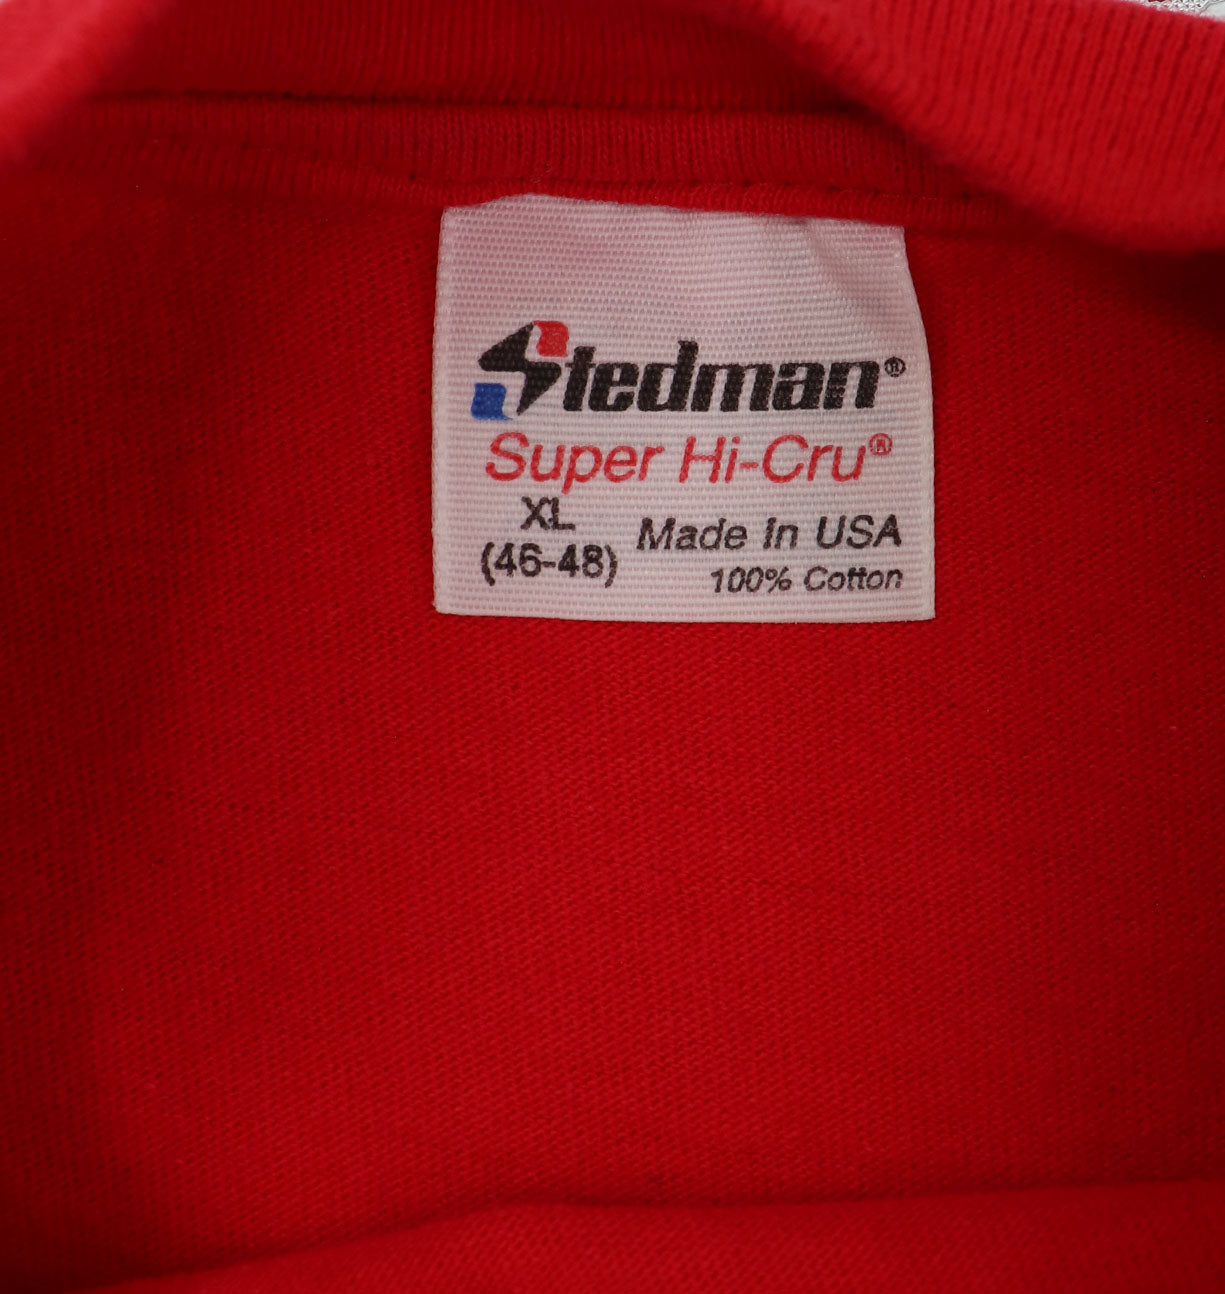 Stedman®
Super Hi-Cru®
XL
(46-48)
Made In USA
100% Cotton